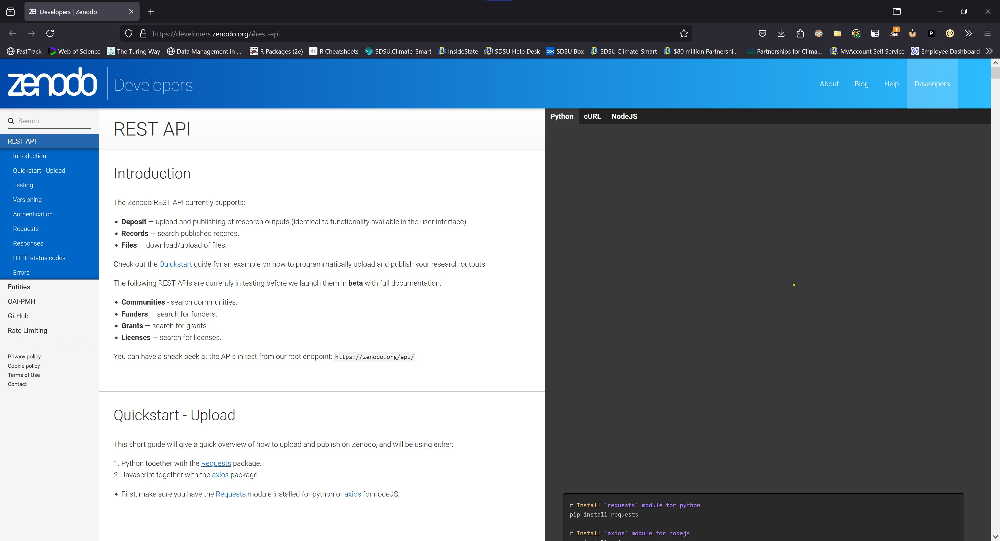 Developers | Zenodo
https://developers.zenodo.org/#rest-api
1
P
FastTrack
Web of Science
The Turing Way
Data Management in ...
R Packages (2e)
R Cheatsheets
SDSU.Climate-Smart
InsideState
SDSU Help Desk
box SDSU Box
SDSU Climate-Smart
$80 million Partnershi...
Partnerships for Clima...
MyAccount Self Service
Employee Dashboard
zenodo
Developers
About
Blog
Help
Developers
Search
REST API
Introduction
Quickstart - Upload
Testing
Versioning
Authentication
Requests
Responses
HTTP status codes
Errors
Entities
OAI-PMH
GitHub
Rate Limiting
Privacy policy
Cookie policy
Terms of Use
Contact
REST API
Introduction
The Zenodo REST API currently supports:
• Deposit — upload and publishing of research outputs (identical to functionality available in the user interface).
• Records — search published records.
• Files — download/upload of files.
Check out the Quickstart guide for an example on how to programmatically upload and publish your research outputs.
The following REST APIs are currently in testing before we launch them in beta with full documentation:
• Communities - search communities.
• Funders — search for funders.
• Grants — search for grants.
• Licenses — search for licenses.
You can have a sneak peek at the APIs in test from our root endpoint: https://zenodo.org/api/
Quickstart - Upload
This short guide will give a quick overview of how to upload and publish on Zenodo, and will be using either:
1. Python together with the Requests package.
2. Javascript together with the axios package.
• First, make sure you have the Requests module installed for python or axios for nodeJS:
Python
cURL
NodeJS
# Install 'requests' module for python
pip install requests
# Install 'axios' module for nodejs